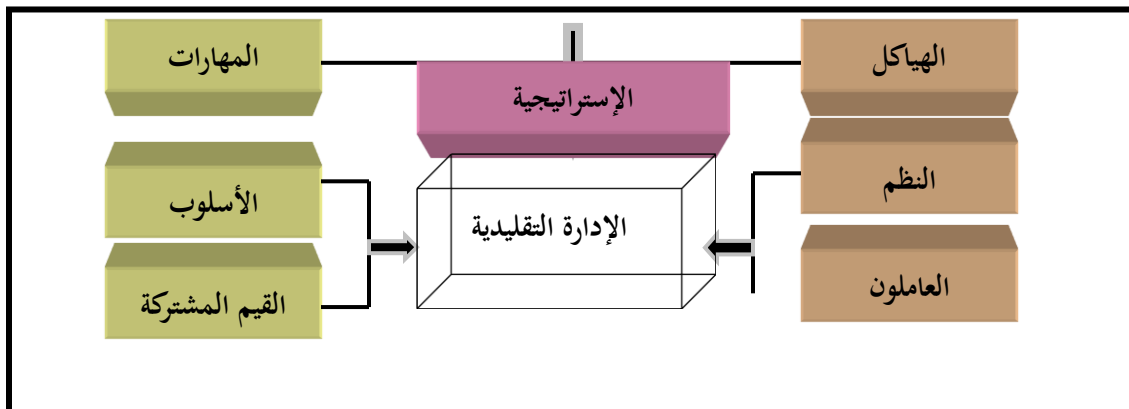 الهياكل
المهارات
الإستراتيجية
النظم
الأسلوب
الإدارة التقليدية
العاملون
القيم المشتركة